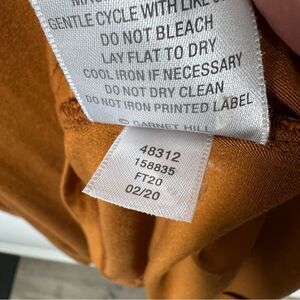 GENTLE CYCLE WITH LIKE
DO NOT BLEACH
LAY FLAT TO DRY
COOL IRON IF NECESSARY
DO NOT DRY CLEAN
DO NOT IRON PRINTED LABEL
© GARNET HILL
48312
158835
FT20
02/20